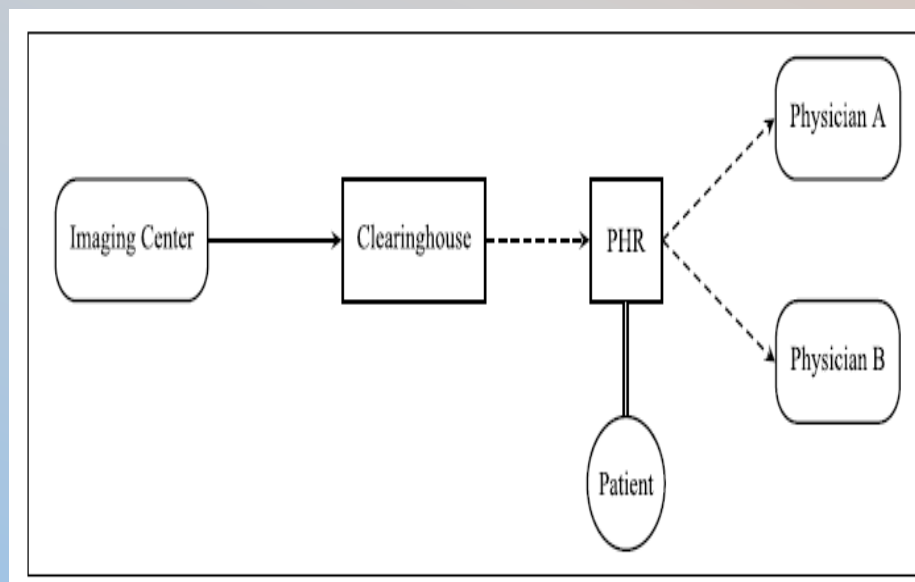 Imaging Center
Clearinghouse
PHR
Physician A
Physician B
Patient